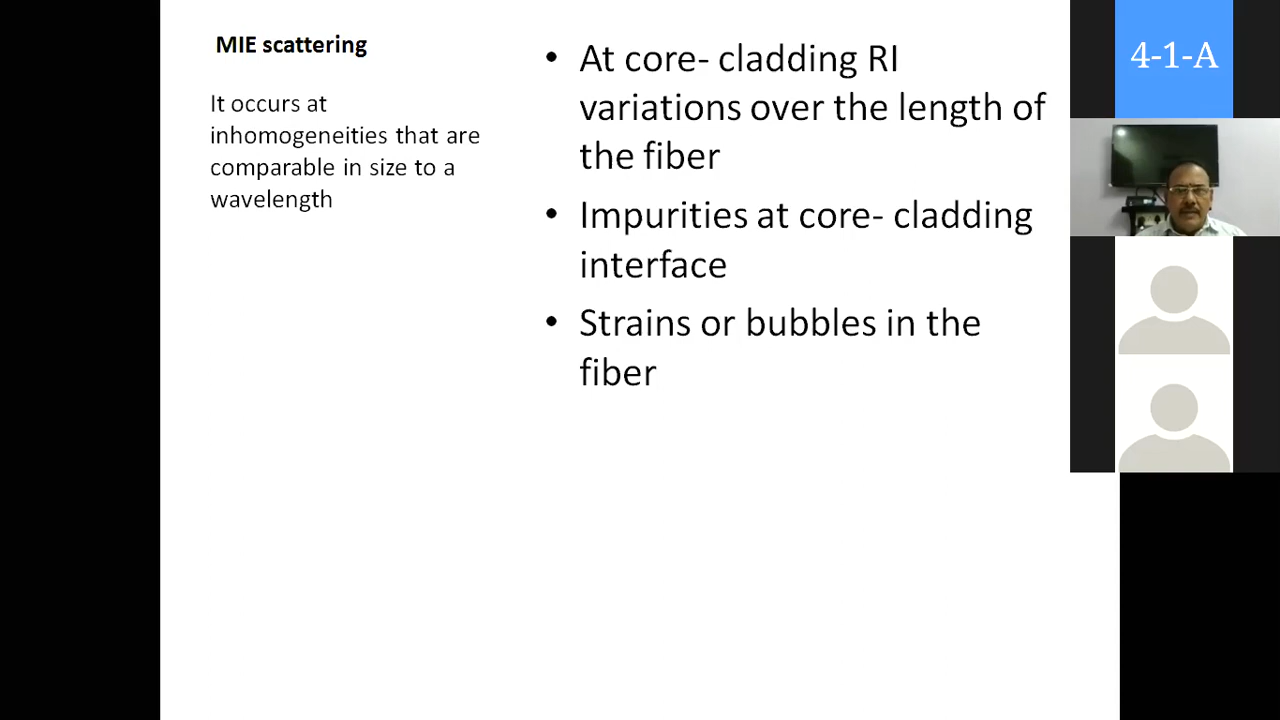 MIE scattering
It occurs at
inhomogeneities that are
comparable in size to a
wavelength
• At core- cladding RI
variations over the length of
the fiber
• Impurities at core- cladding
interface
• Strains or bubbles in the
fiber
4-1-A